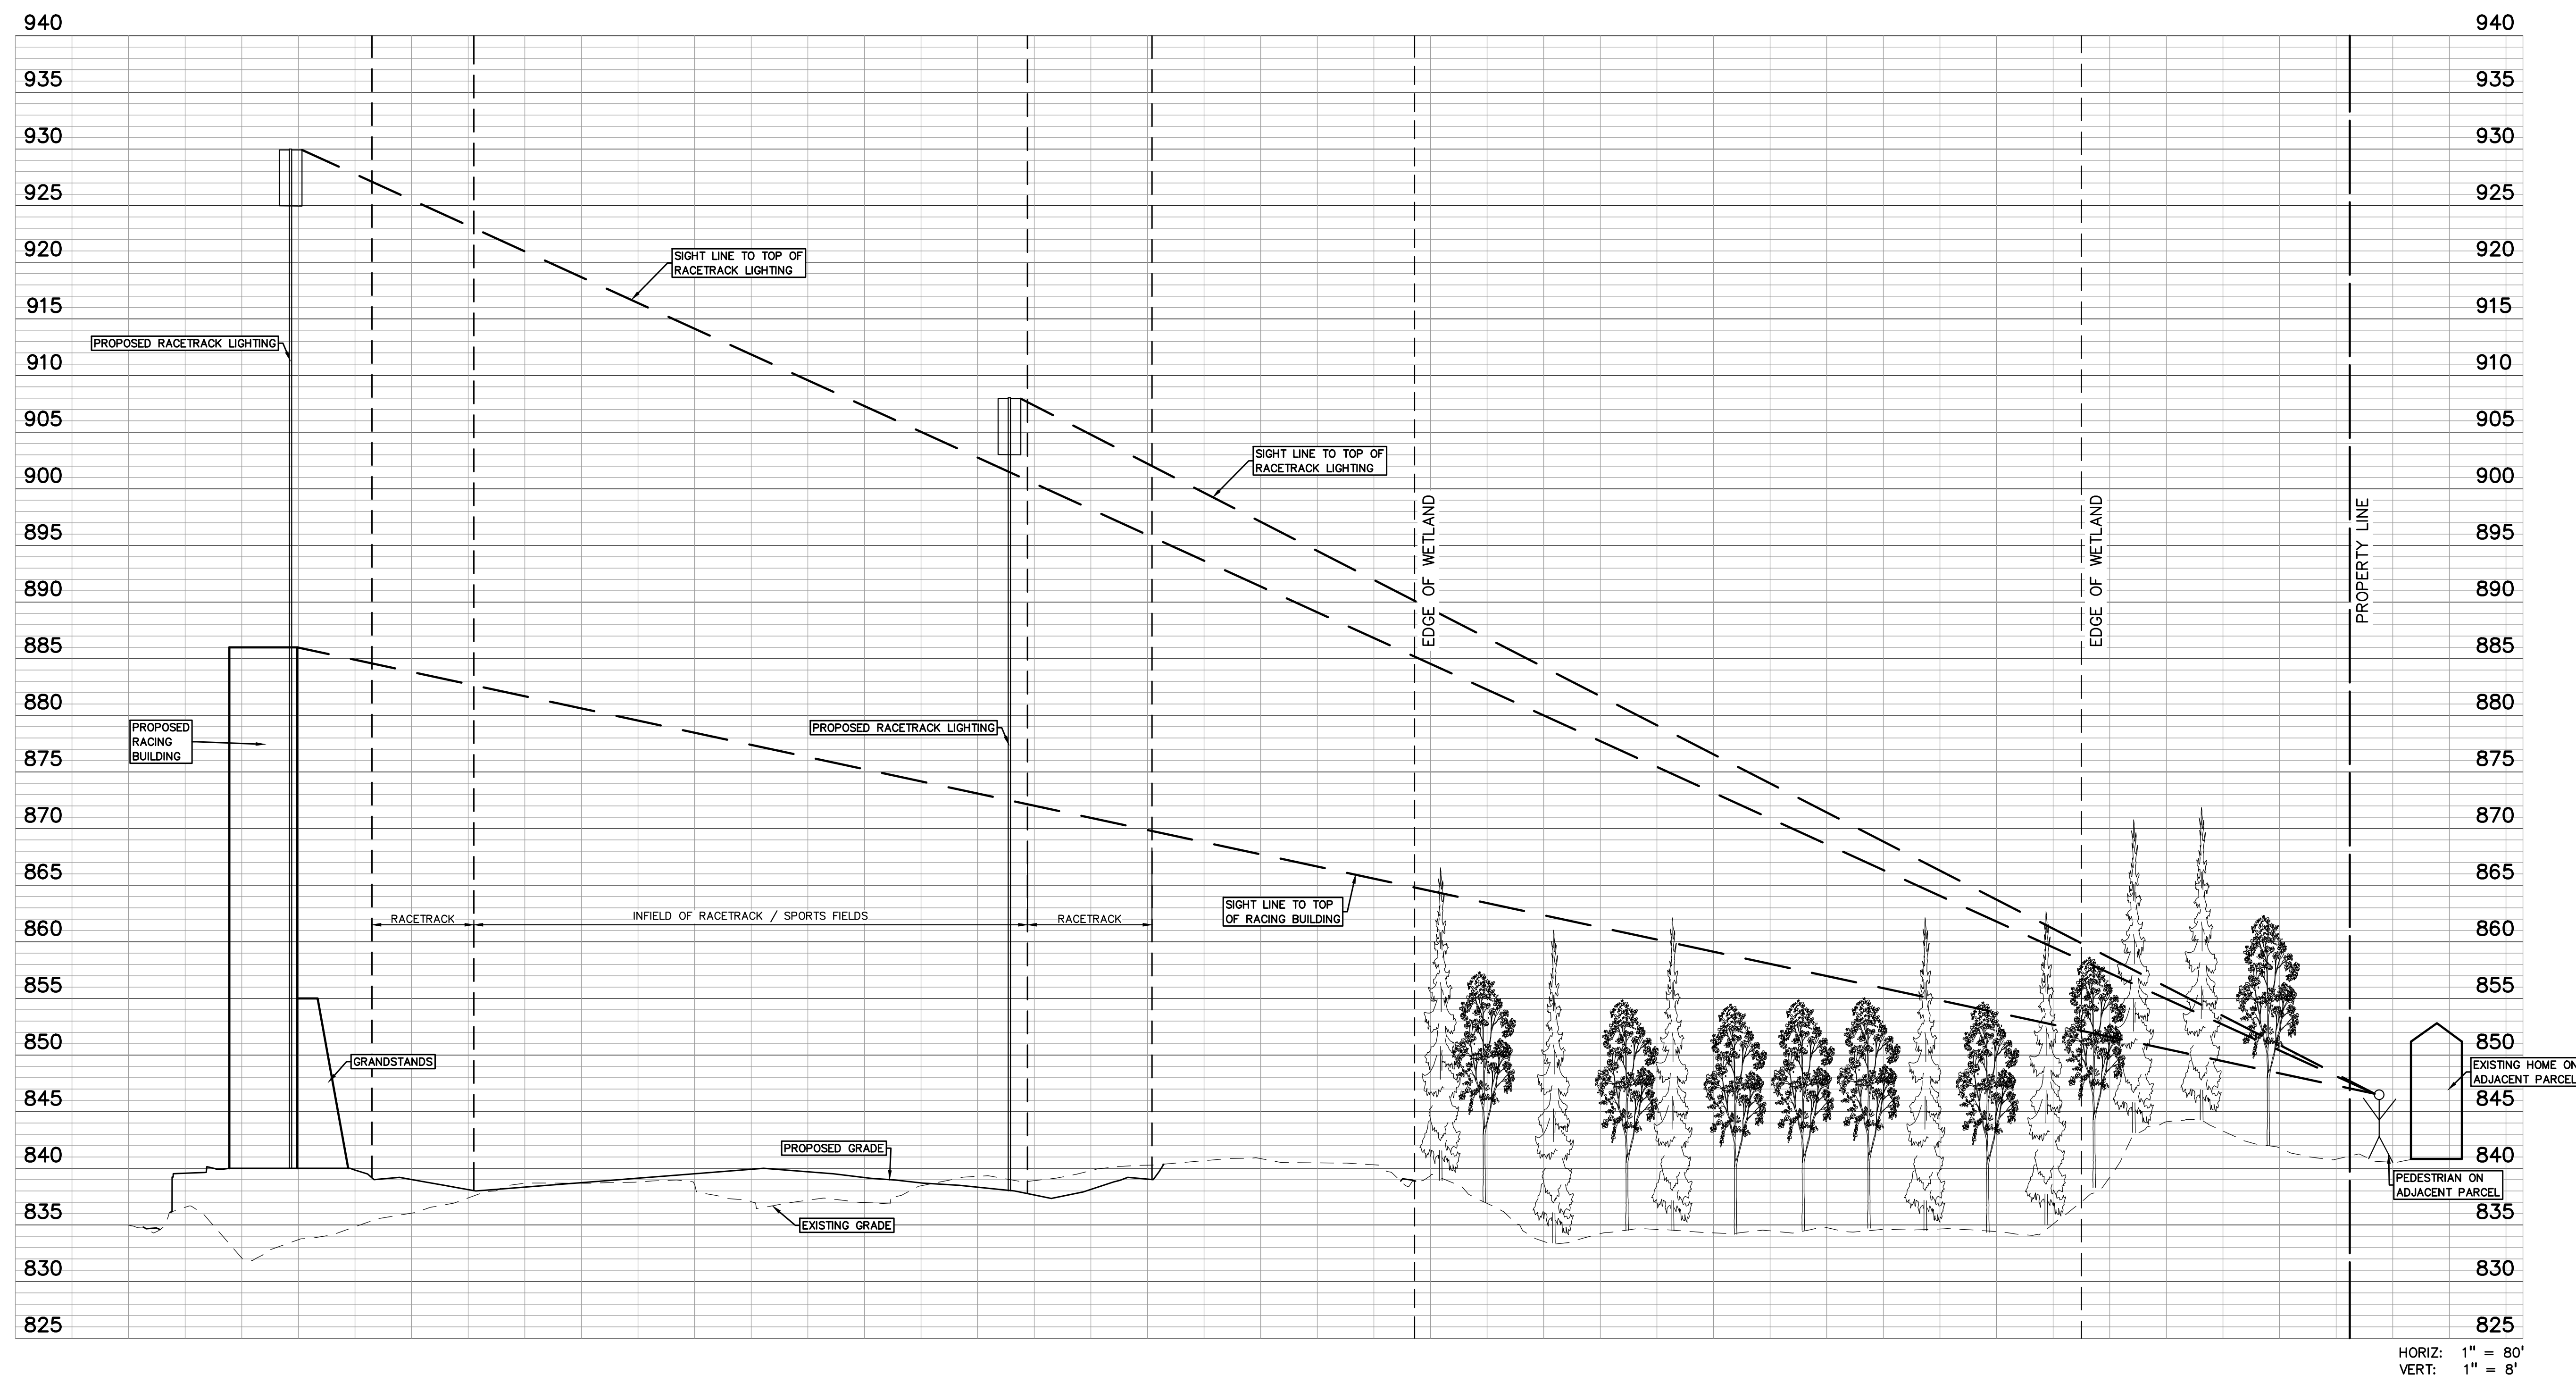 940
940
935
935
930
930
925
925
920
920
SIGHT LINE TO TOP OF
RACETRACK LIGHTING
915
915
PROPOSED RACETRACK LIGHTING
910
910
905
905
SIGHT LINE TO TOP OF
RACETRACK LIGHTING
900
900
EDGE OF WETLAND
EDGE OF WETLAND
PROPERTY LINE
895
895
890
890
885
885
880
880
PROPOSED
RACING
BUILDING
PROPOSED RACETRACK LIGHTING
875
875
870
870
865
865
SIGHT LINE TO TOP
OF RACING BUILDING
RACETRACK
INFIELD OF RACETRACK / SPORTS FIELDS
RACETRACK
860
860
855
855
850
850
GRANDSTANDS
EXISTING HOME ON
ADJACENT PARCEL
845
845
PROPOSED GRADE
840
840
PEDESTRIAN ON
ADJACENT PARCEL
835
835
EXISTING GRADE
830
830
825
825
HORIZ: 1" = 80'
VERT: 1" = 8'